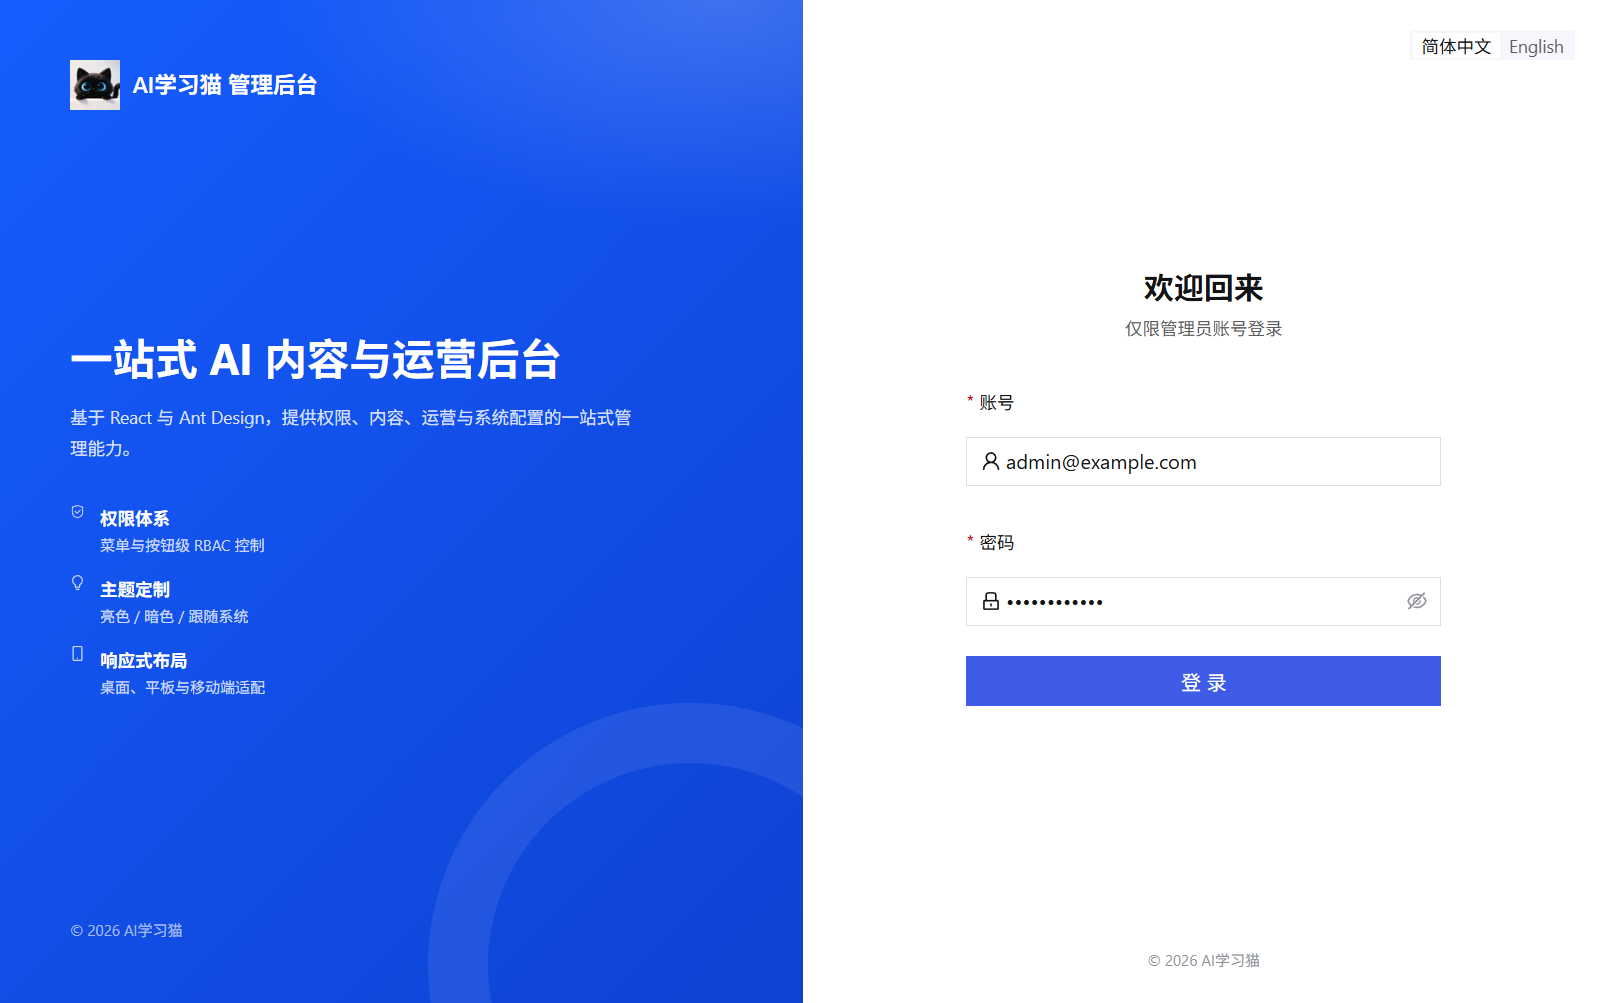 AI学习猫 管理后台
一站式 AI 内容与运营后台
基于 React 与 Ant Design，提供权限、内容、运营与系统配置的一站式管
理能力。
权限体系
菜单与按钮级 RBAC 控制
主题定制
亮色 / 暗色 / 跟随系统
响应式布局
桌面、平板与移动端适配
© 2026 AI学习猫
简体中文 English
欢迎回来
仅限管理员账号登录
* 账号
admin@example.com
* 密码
••••••••••••
登 录
© 2026 AI学习猫